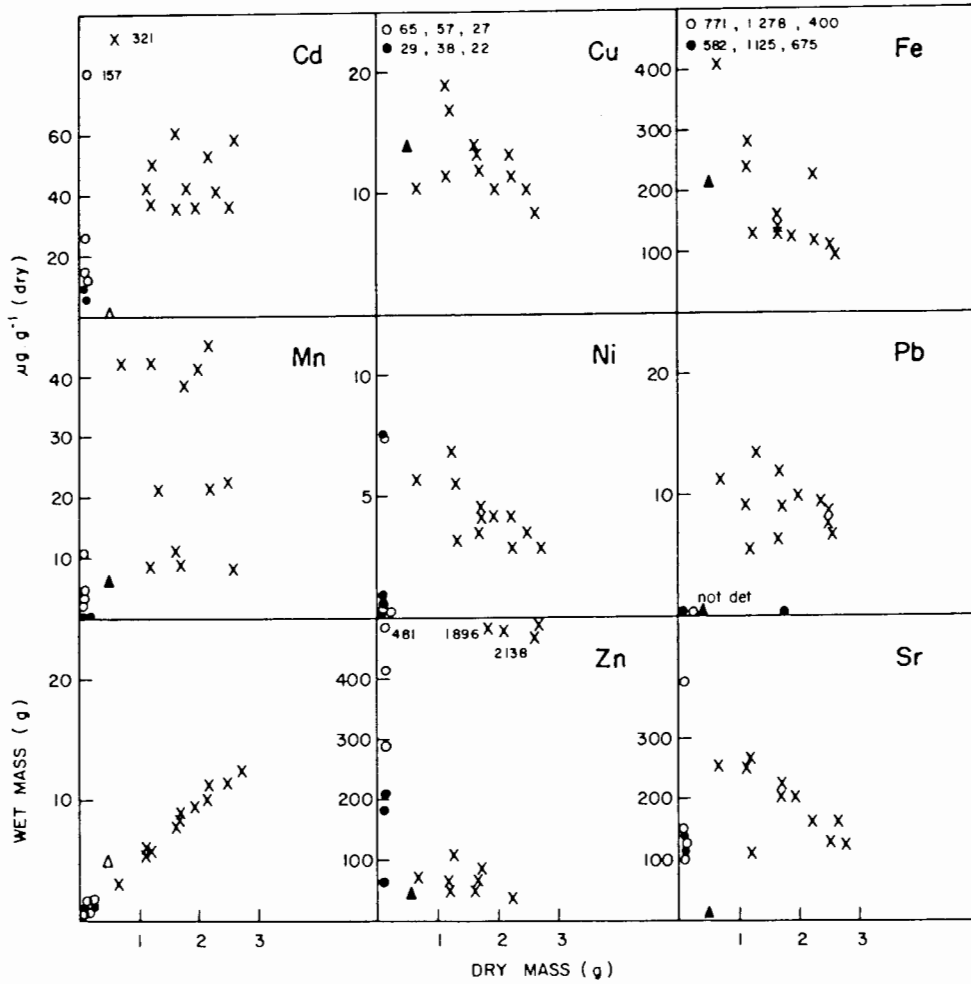 X 321
Cd
O 157
60
40
20
µg g⁻¹ (dry)
O 65 , 57 , 27
● 29 , 38 , 22
Cu
20
10
O 771 , 1 278 , 400
● 582 , 1125 , 675
Fe
400
300
200
100
Mn
40
30
20
10
Ni
10
5
Pb
20
10
not det
WET MASS (g)
20
10
481
1896
2138
Zn
400
300
200
100
Sr
300
200
100
1 2 3
1 2 3
1 2 3
DRY MASS (g)